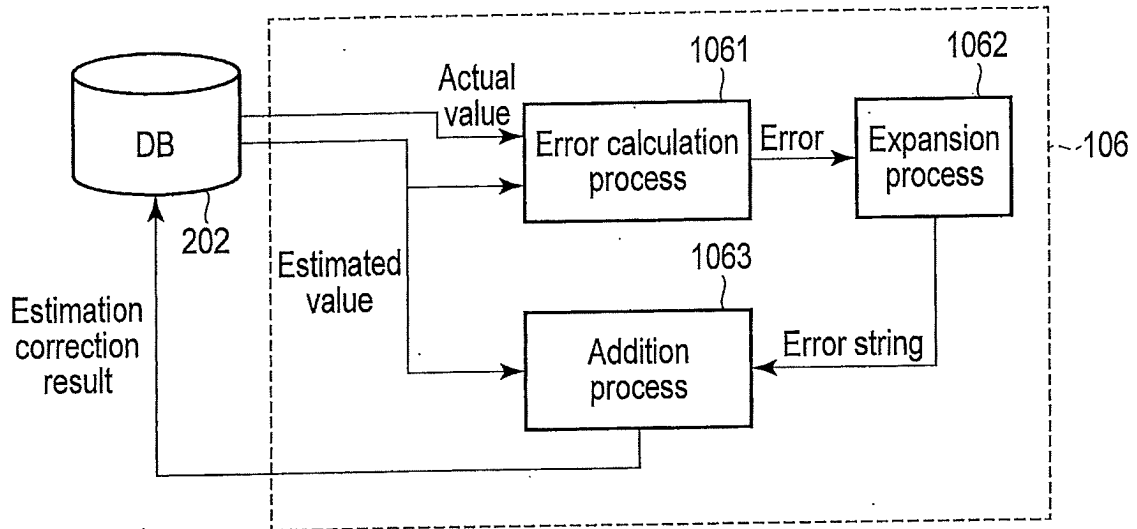 1061
1062
Actual
value
DB
Error calculation
process
Error
Expansion
process
106
202
Estimated
value
1063
Estimation
correction
result
Addition
process
Error string